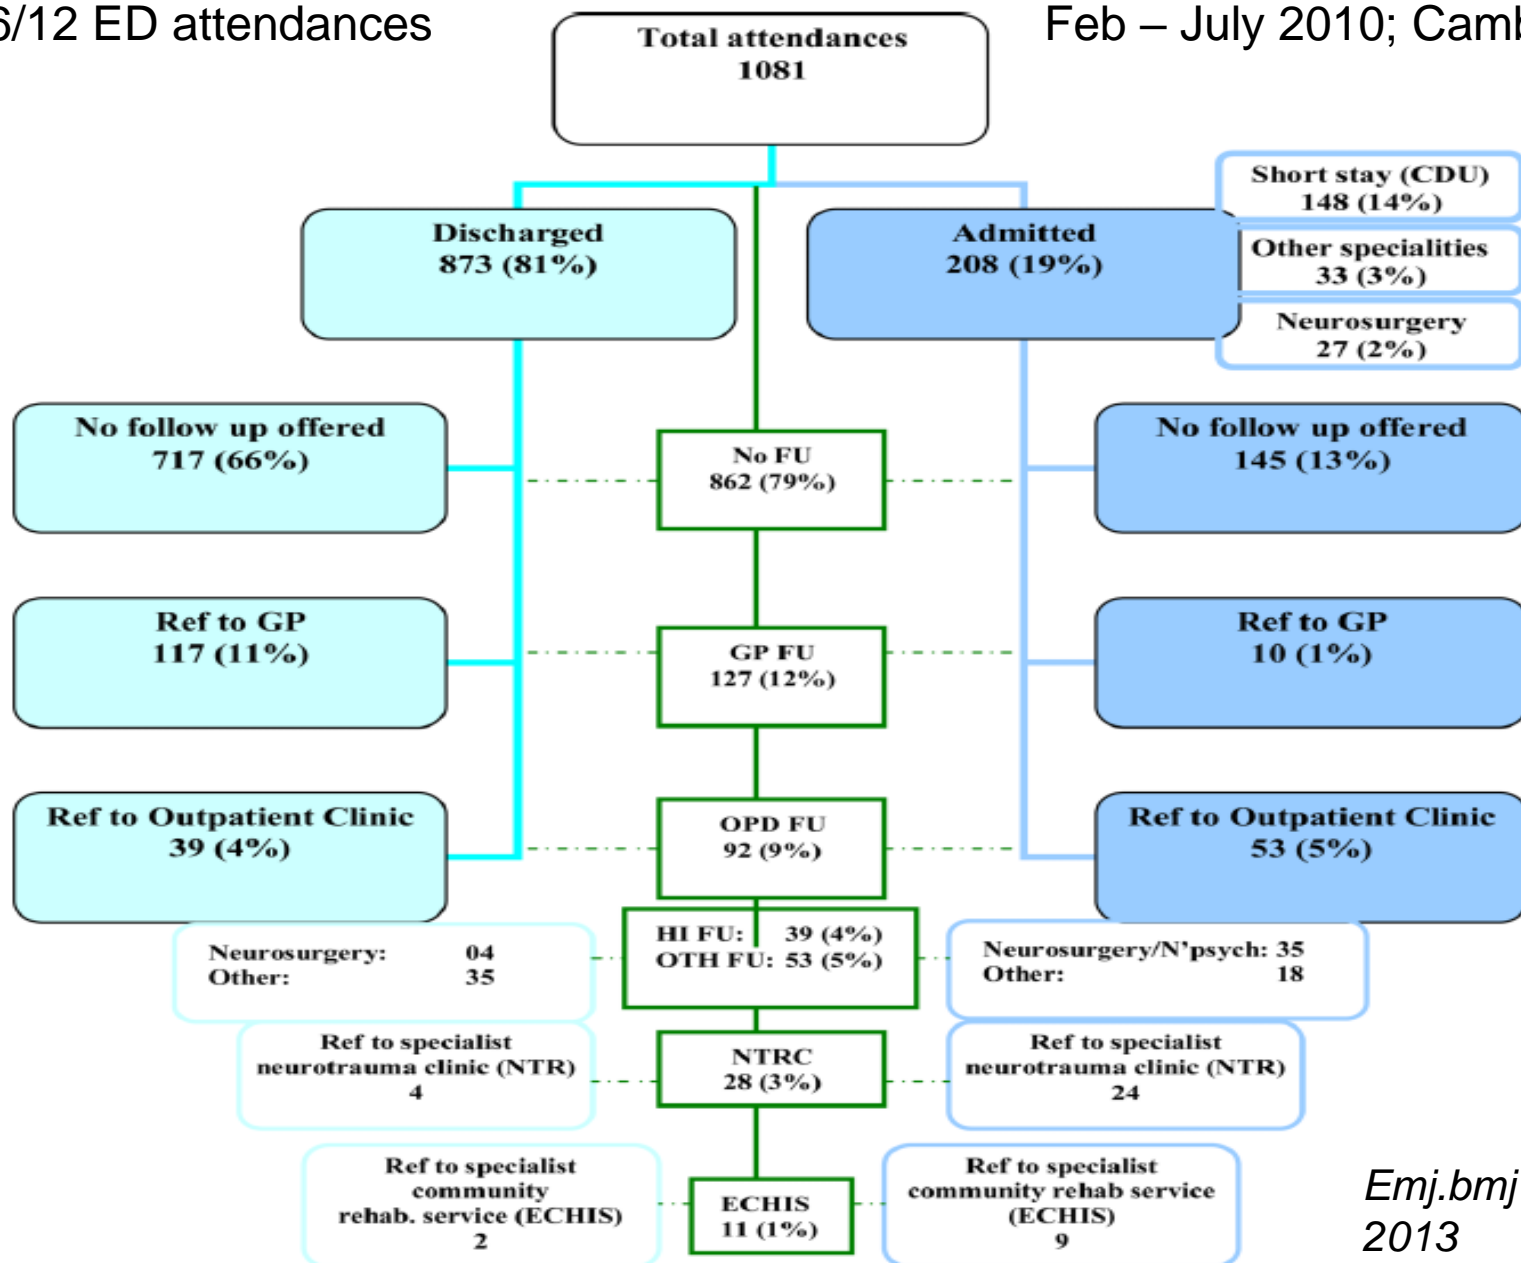 6/12 ED attendances
Feb – July 2010; Camb
Total attendances
1081
Discharged
873 (81%)
Admitted
208 (19%)
Short stay (CDU)
148 (14%)
Other specialities
33 (3%)
Neurosurgery
27 (2%)
No follow up offered
717 (66%)
No FU
862 (79%)
No follow up offered
145 (13%)
Ref to GP
117 (11%)
GP FU
127 (12%)
Ref to GP
10 (1%)
Ref to Outpatient Clinic
39 (4%)
OPD FU
92 (9%)
Ref to Outpatient Clinic
53 (5%)
Neurosurgery: 04
Other: 35
HI FU: 39 (4%)
OTH FU: 53 (5%)
Neurosurgery/N'psych: 35
Other: 18
Ref to specialist
neurotrauma clinic (NTR)
4
NTRC
28 (3%)
Ref to specialist
neurotrauma clinic (NTR)
24
Ref to specialist
community
rehab. service (ECHIS)
2
ECHIS
11 (1%)
Ref to specialist
community rehab service
(ECHIS)
9
Emj.bmj
2013